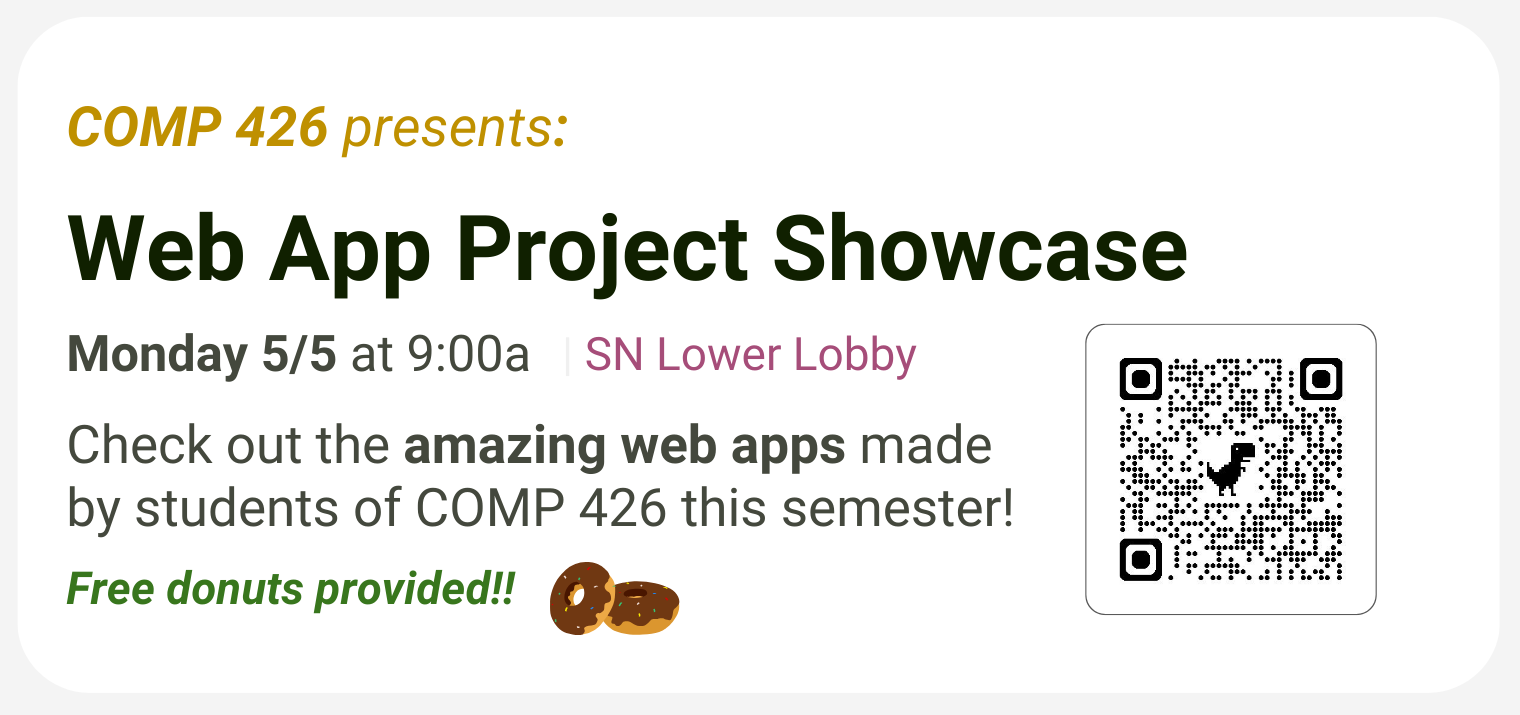 COMP 426 presents:
Web App Project Showcase
Monday 5/5 at 9:00a | SN Lower Lobby
Check out the amazing web apps made
by students of COMP 426 this semester!
Free donuts provided!!